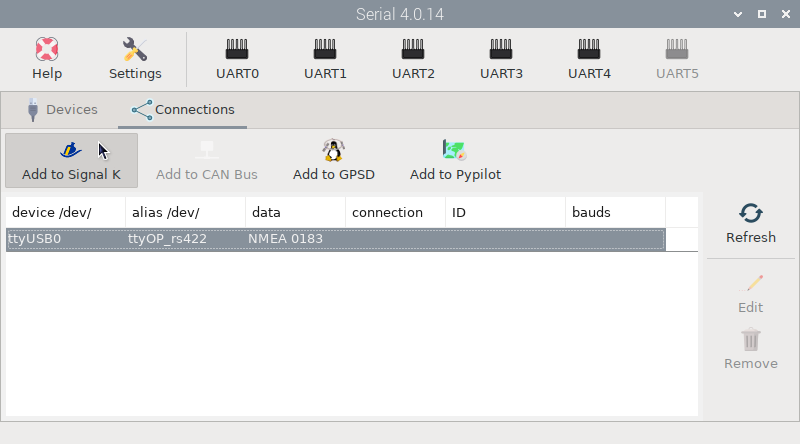 Serial 4.0.14
Help Settings UART0 UART1 UART2 UART3 UART4 UART5
Devices Connections
Add to Signal K Add to CAN Bus Add to GPSD Add to Pypilot
device /dev/ alias /dev/ data connection ID bauds
ttyUSB0 ttyOP_rs422 NMEA 0183
Refresh
Edit
Remove